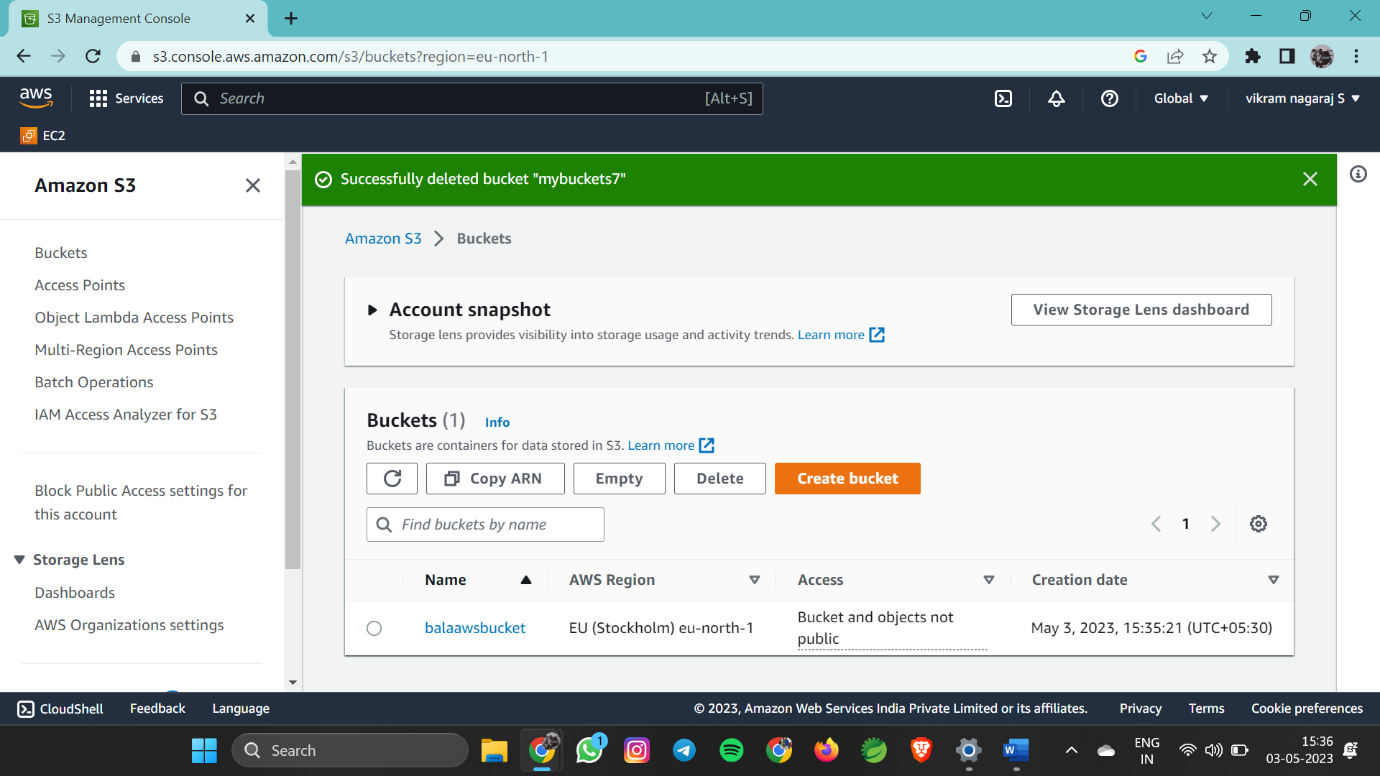 S3 Management Console
s3.console.aws.amazon.com/s3/buckets?region=eu-north-1
aws
Services
Search
[Alt+S]
Global
vikram nagaraj S
EC2
Amazon S3
Buckets
Access Points
Object Lambda Access Points
Multi-Region Access Points
Batch Operations
IAM Access Analyzer for S3
Block Public Access settings for
this account
Storage Lens
Dashboards
AWS Organizations settings
Successfully deleted bucket "mybuckets7"
Amazon S3 > Buckets
Account snapshot
Storage lens provides visibility into storage usage and activity trends. Learn more
View Storage Lens dashboard
Buckets (1) Info
Buckets are containers for data stored in S3. Learn more
Copy ARN
Empty
Delete
Create bucket
Find buckets by name
1
Name
AWS Region
Access
Creation date
balaawsbucket
EU (Stockholm) eu-north-1
Bucket and objects not
public
May 3, 2023, 15:35:21 (UTC+05:30)
CloudShell
Feedback
Language
© 2023, Amazon Web Services India Private Limited or its affiliates.
Privacy
Terms
Cookie preferences
Search
1
ENG
IN
15:36
03-05-2023